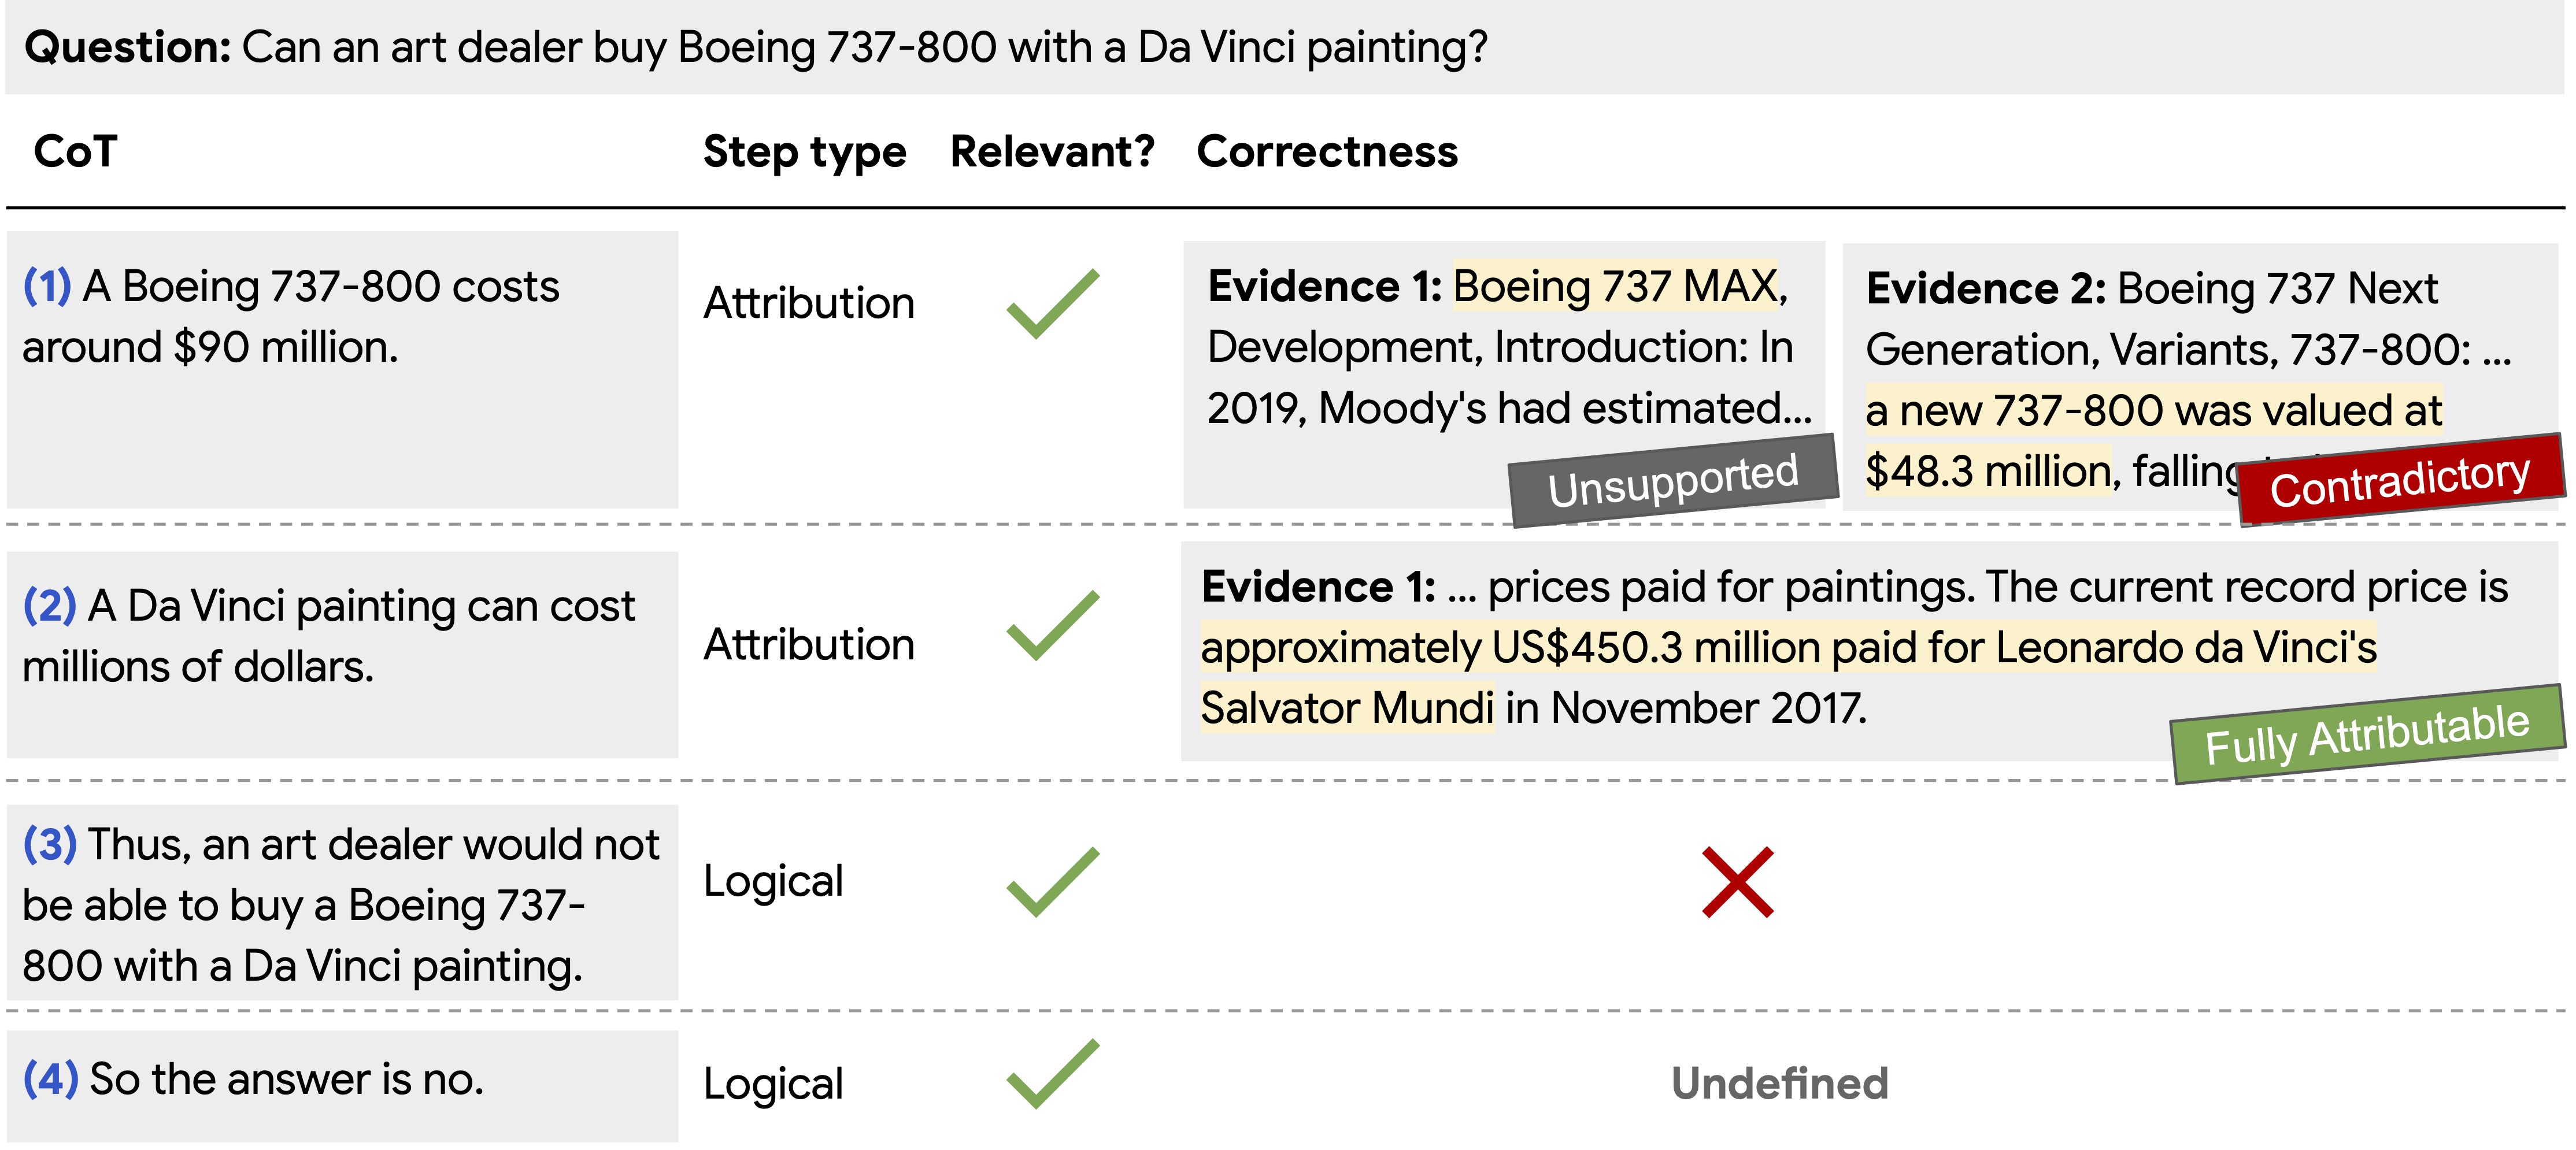 Question: Can an art dealer buy Boeing 737-800 with a Da Vinci painting?
CoT
Step type
Relevant?
Correctness
(1) A Boeing 737-800 costs
around $90 million.
Attribution
Evidence 1: Boeing 737 MAX,
Development, Introduction: In
2019, Moody's had estimated...
Unsupported
Evidence 2: Boeing 737 Next
Generation, Variants, 737-800: ...
a new 737-800 was valued at
$48.3 million, falling
Contradictory
(2) A Da Vinci painting can cost
millions of dollars.
Attribution
Evidence 1: ... prices paid for paintings. The current record price is
approximately US$450.3 million paid for Leonardo da Vinci's
Salvator Mundi in November 2017.
Fully Attributable
(3) Thus, an art dealer would not
be able to buy a Boeing 737-
800 with a Da Vinci painting.
Logical
(4) So the answer is no.
Logical
Undefined